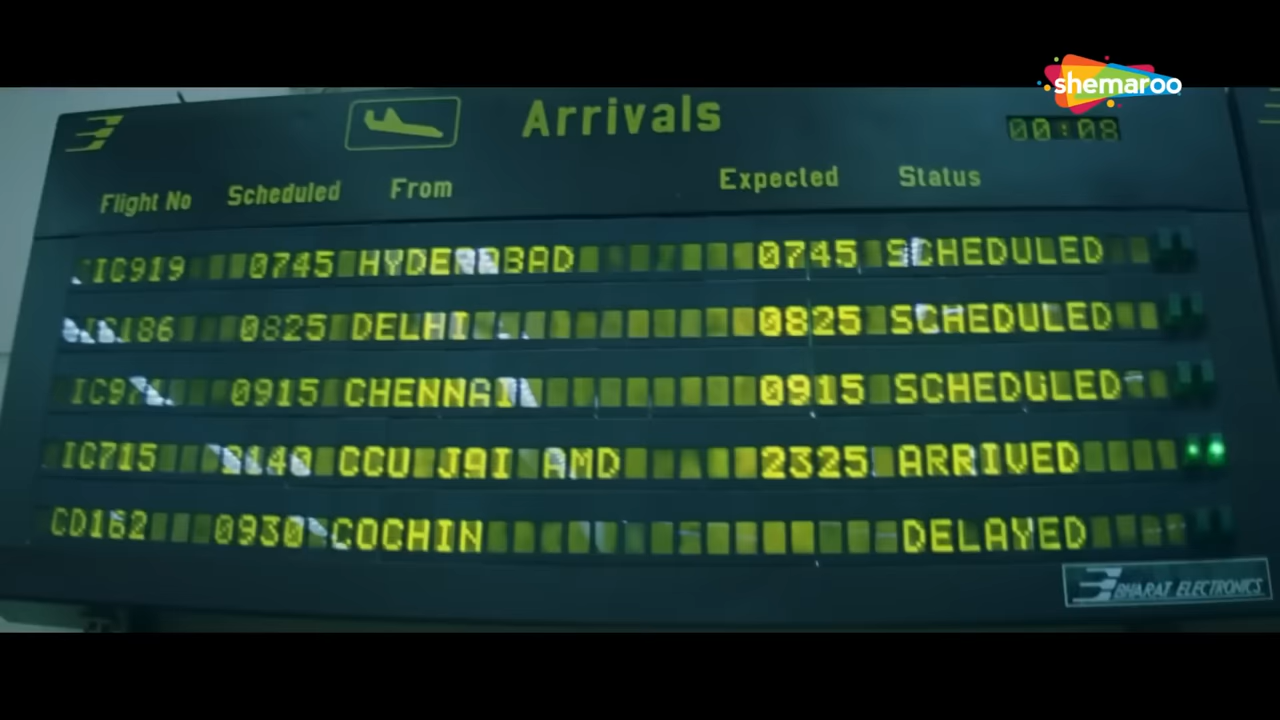 shemaroo
Arrivals 00:08
Flight No Scheduled From Expected Status
IC919 0745 HYDERABAD 0745 SCHEDULED
0825 DELHI 0825 SCHEDULED
0915 CHENNAI 0915 SCHEDULED
IC715 2140 CCU JAI AMD 2325 ARRIVED
CD162 0930 COCHIN DELAYED
BHARAT ELECTRONICS